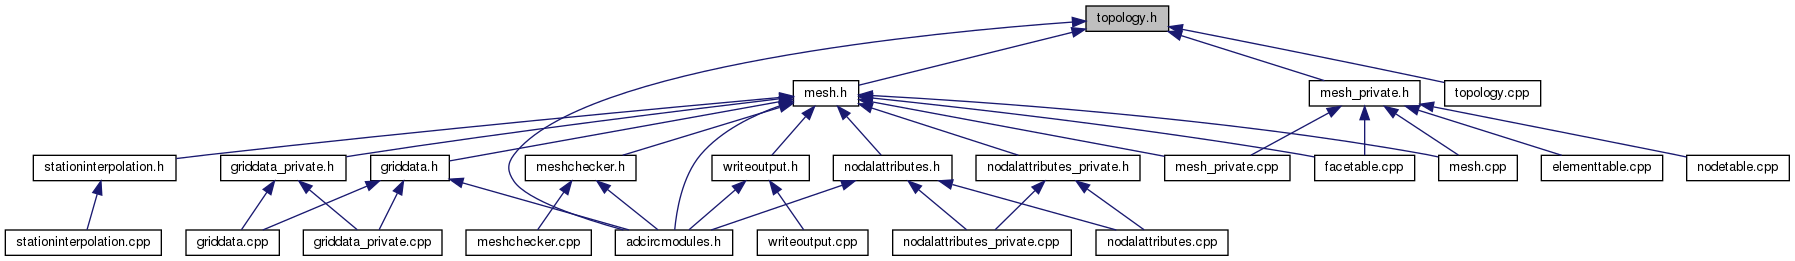 topology.h
mesh.h
mesh_private.h
topology.cpp
stationinterpolation.h
griddata_private.h
griddata.h
meshchecker.h
writeoutput.h
nodalattributes.h
nodalattributes_private.h
mesh_private.cpp
facetable.cpp
mesh.cpp
elementtable.cpp
nodetable.cpp
stationinterpolation.cpp
griddata.cpp
griddata_private.cpp
meshchecker.cpp
adcircmodules.h
writeoutput.cpp
nodalattributes_private.cpp
nodalattributes.cpp